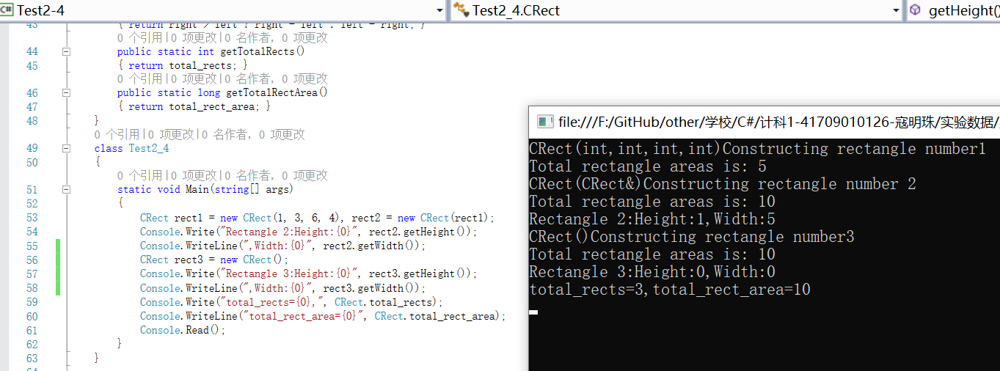 C# Test2-4 Test2_4.CRect getHeight()
43 { return right > left ? right - left : left - right; }
0 个引用|0 项更改|0 名作者, 0 项更改
44 public static int getTotalRects()
45 { return total_rects; }
0 个引用|0 项更改|0 名作者, 0 项更改
46 public static long getTotalRectArea()
47 { return total_rect_area; }
48 }
0 个引用|0 项更改|0 名作者, 0 项更改
49 class Test2_4
50 {
0 个引用|0 项更改|0 名作者, 0 项更改
51 static void Main(string[] args)
52 {
53 CRect rect1 = new CRect(1, 3, 6, 4), rect2 = new CRect(rect1);
54 Console.Write("Rectangle 2:Height:{0}", rect2.getHeight());
55 Console.WriteLine(",Width:{0}", rect2.getWidth());
56 CRect rect3 = new CRect();
57 Console.Write("Rectangle 3:Height:{0}", rect3.getHeight());
58 Console.WriteLine(",Width:{0}", rect3.getWidth());
59 Console.Write("total_rects={0},", CRect.total_rects);
60 Console.WriteLine("total_rect_area={0}", CRect.total_rect_area);
61 Console.Read();
62 }
63 }
file:///F:/GitHub/other/学校/C#/计科1-41709010126-寇明珠/实验数据/
CRect(int,int,int,int)Constructing rectangle number1
Total rectangle areas is: 5
CRect(CRect&)Constructing rectangle number 2
Total rectangle areas is: 10
Rectangle 2:Height:1,Width:5
CRect()Constructing rectangle number3
Total rectangle areas is: 10
Rectangle 3:Height:0,Width:0
total_rects=3,total_rect_area=10